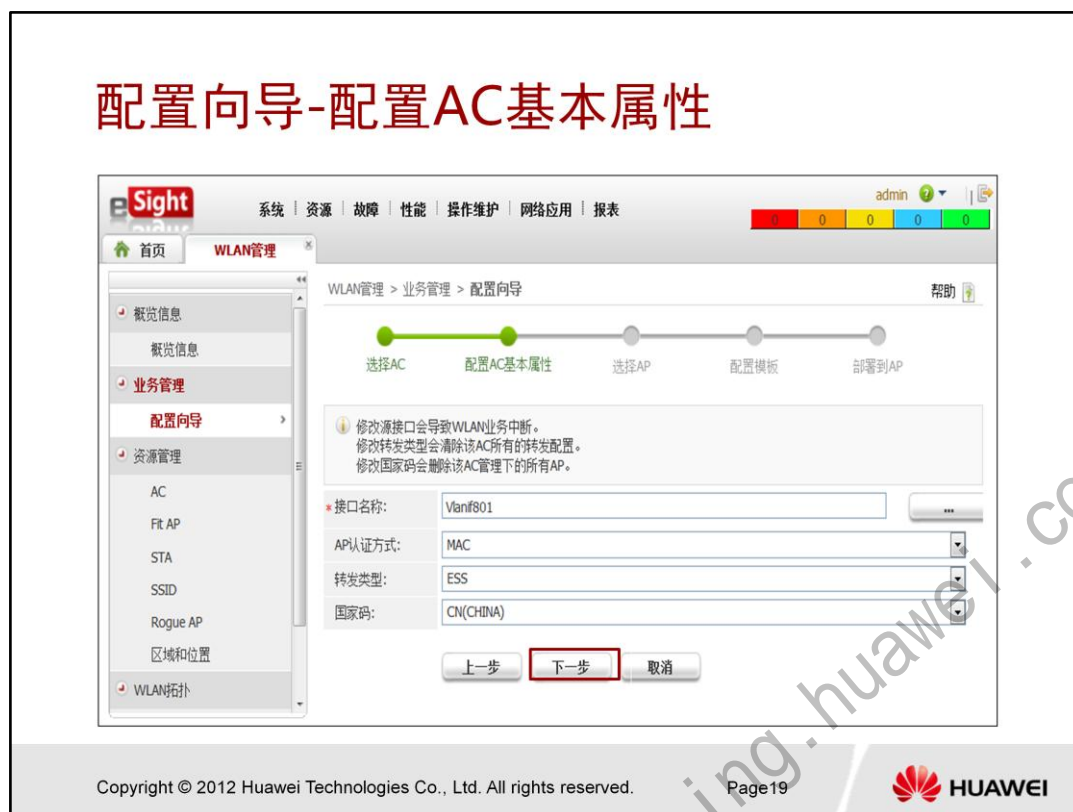 配置向导-配置AC基本属性
eSight
系统 资源 故障 性能 操作维护 网络应用 报表
admin
0 0 0 0 0
首页 WLAN管理
WLAN管理 > 业务管理 > 配置向导 帮助
概览信息
概览信息
业务管理
配置向导
资源管理
AC
Fit AP
STA
SSID
Rogue AP
区域和位置
WLAN拓扑
选择AC 配置AC基本属性 选择AP 配置模板 部署到AP
修改源接口会导致WLAN业务中断。
修改转发类型会清除该AC所有的转发配置。
修改国家码会删除该AC管理下的所有AP。
*接口名称: Vlanif801 ...
AP认证方式: MAC
转发类型: ESS
国家码: CN(CHINA)
上一步 下一步 取消
Copyright © 2012 Huawei Technologies Co., Ltd. All rights reserved. Page19 HUAWEI
ing.huawei.co